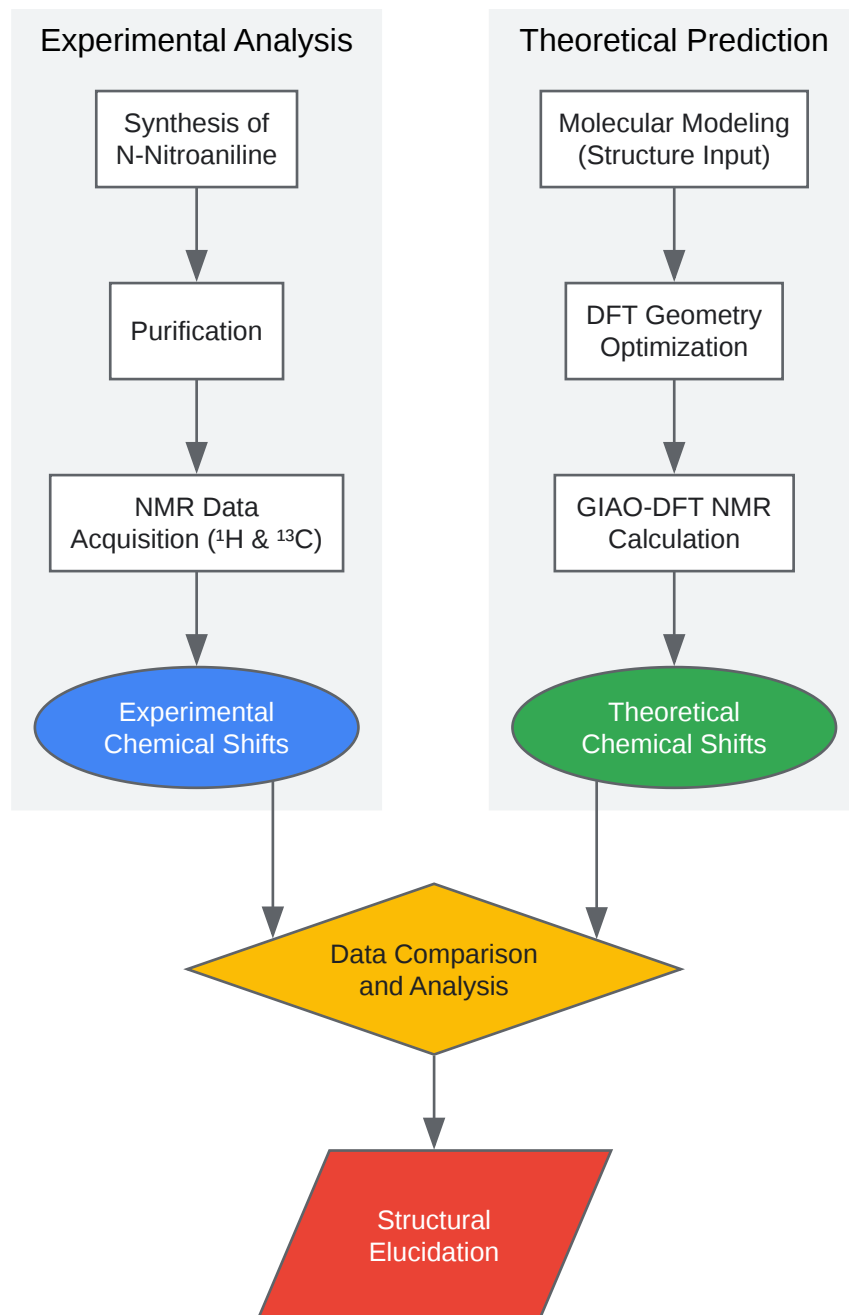 Experimental Analysis
Synthesis of
N-Nitroaniline
Purification
NMR Data
Acquisition (¹H & ¹³C)
Experimental
Chemical Shifts
Theoretical Prediction
Molecular Modeling
(Structure Input)
DFT Geometry
Optimization
GIAO-DFT NMR
Calculation
Theoretical
Chemical Shifts
Data Comparison
and Analysis
Structural
Elucidation